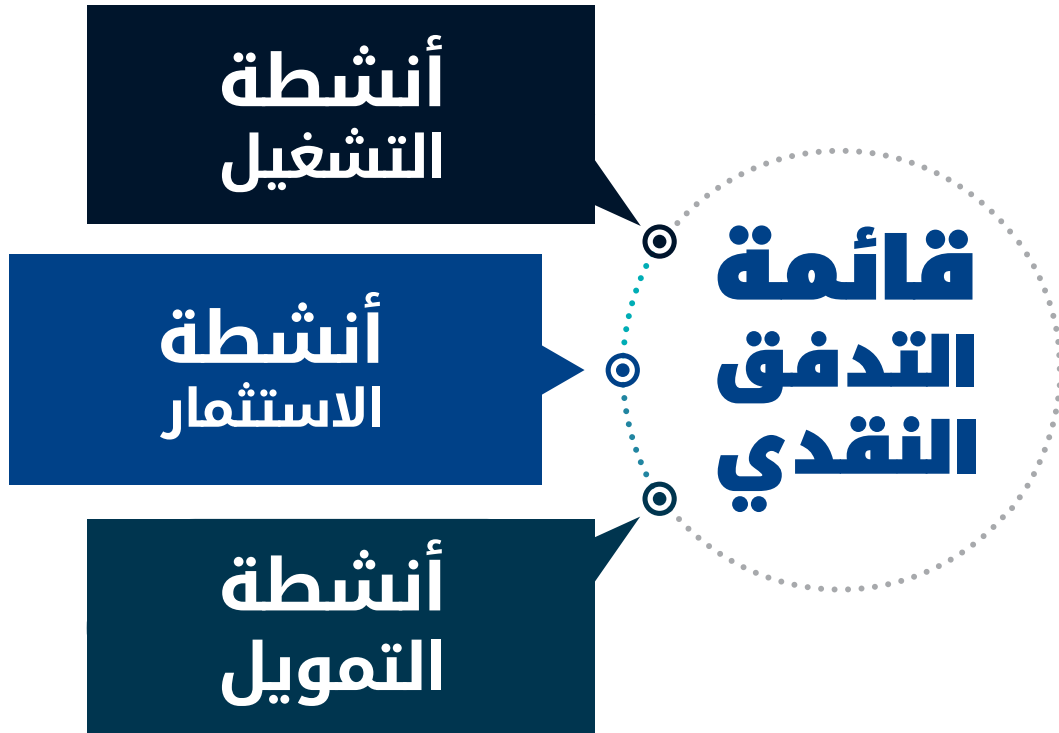 قائمة
التدفق
النقدي
أنشطة
التشغيل
أنشطة
الاستثمار
أنشطة
التمويل